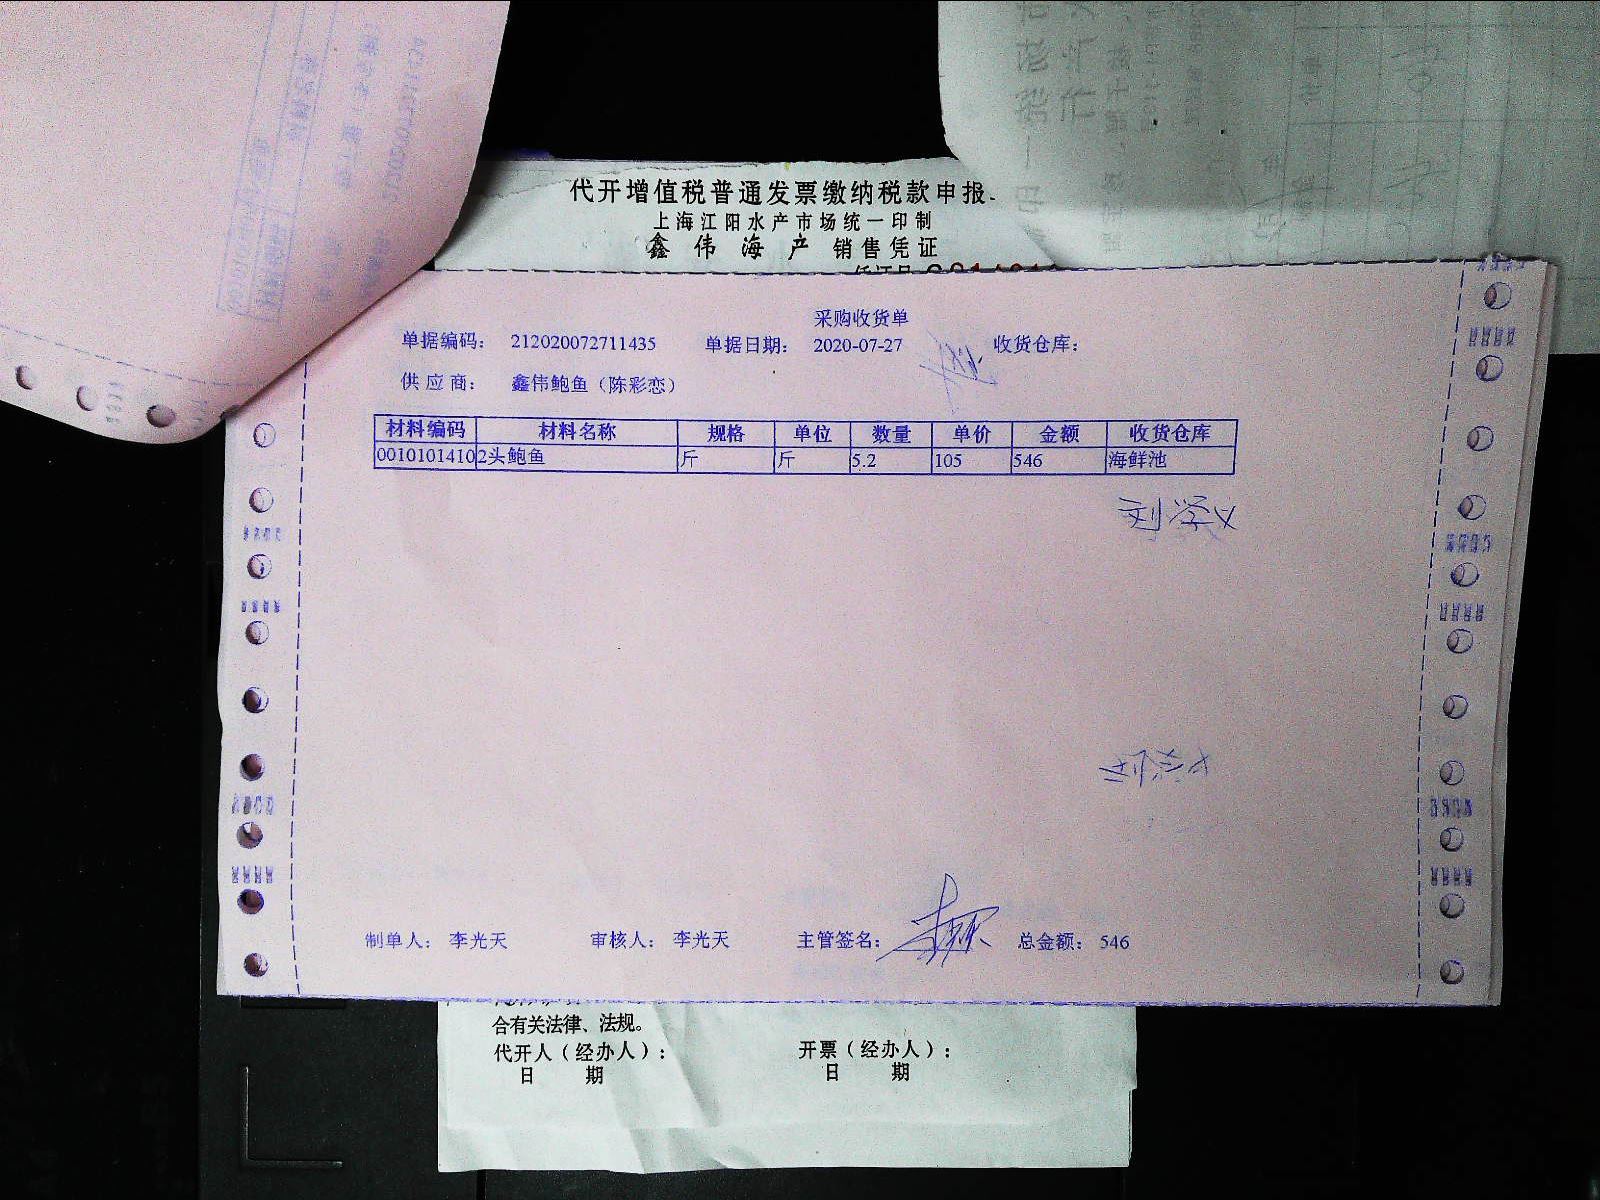 代开增值税普通发票缴纳税款申报
上海江阳水产市场统一印制
鑫伟海产 销售凭证
采购收货单
单据编码: 212020072711435 单据日期: 2020-07-27 收货仓库:
供应商: 鑫伟鲍鱼（陈彩恋）
材料编码 材料名称 规格 单位 数量 单价 金额 收货仓库
0010101410 2头鲍鱼 斤 斤 5.2 105 546 海鲜池
刘学义
制单人: 李光天 审核人: 李光天 主管签名: 总金额: 546
合有关法律、法规。
代开人（经办人）: 开票（经办人）:
日 期 日 期